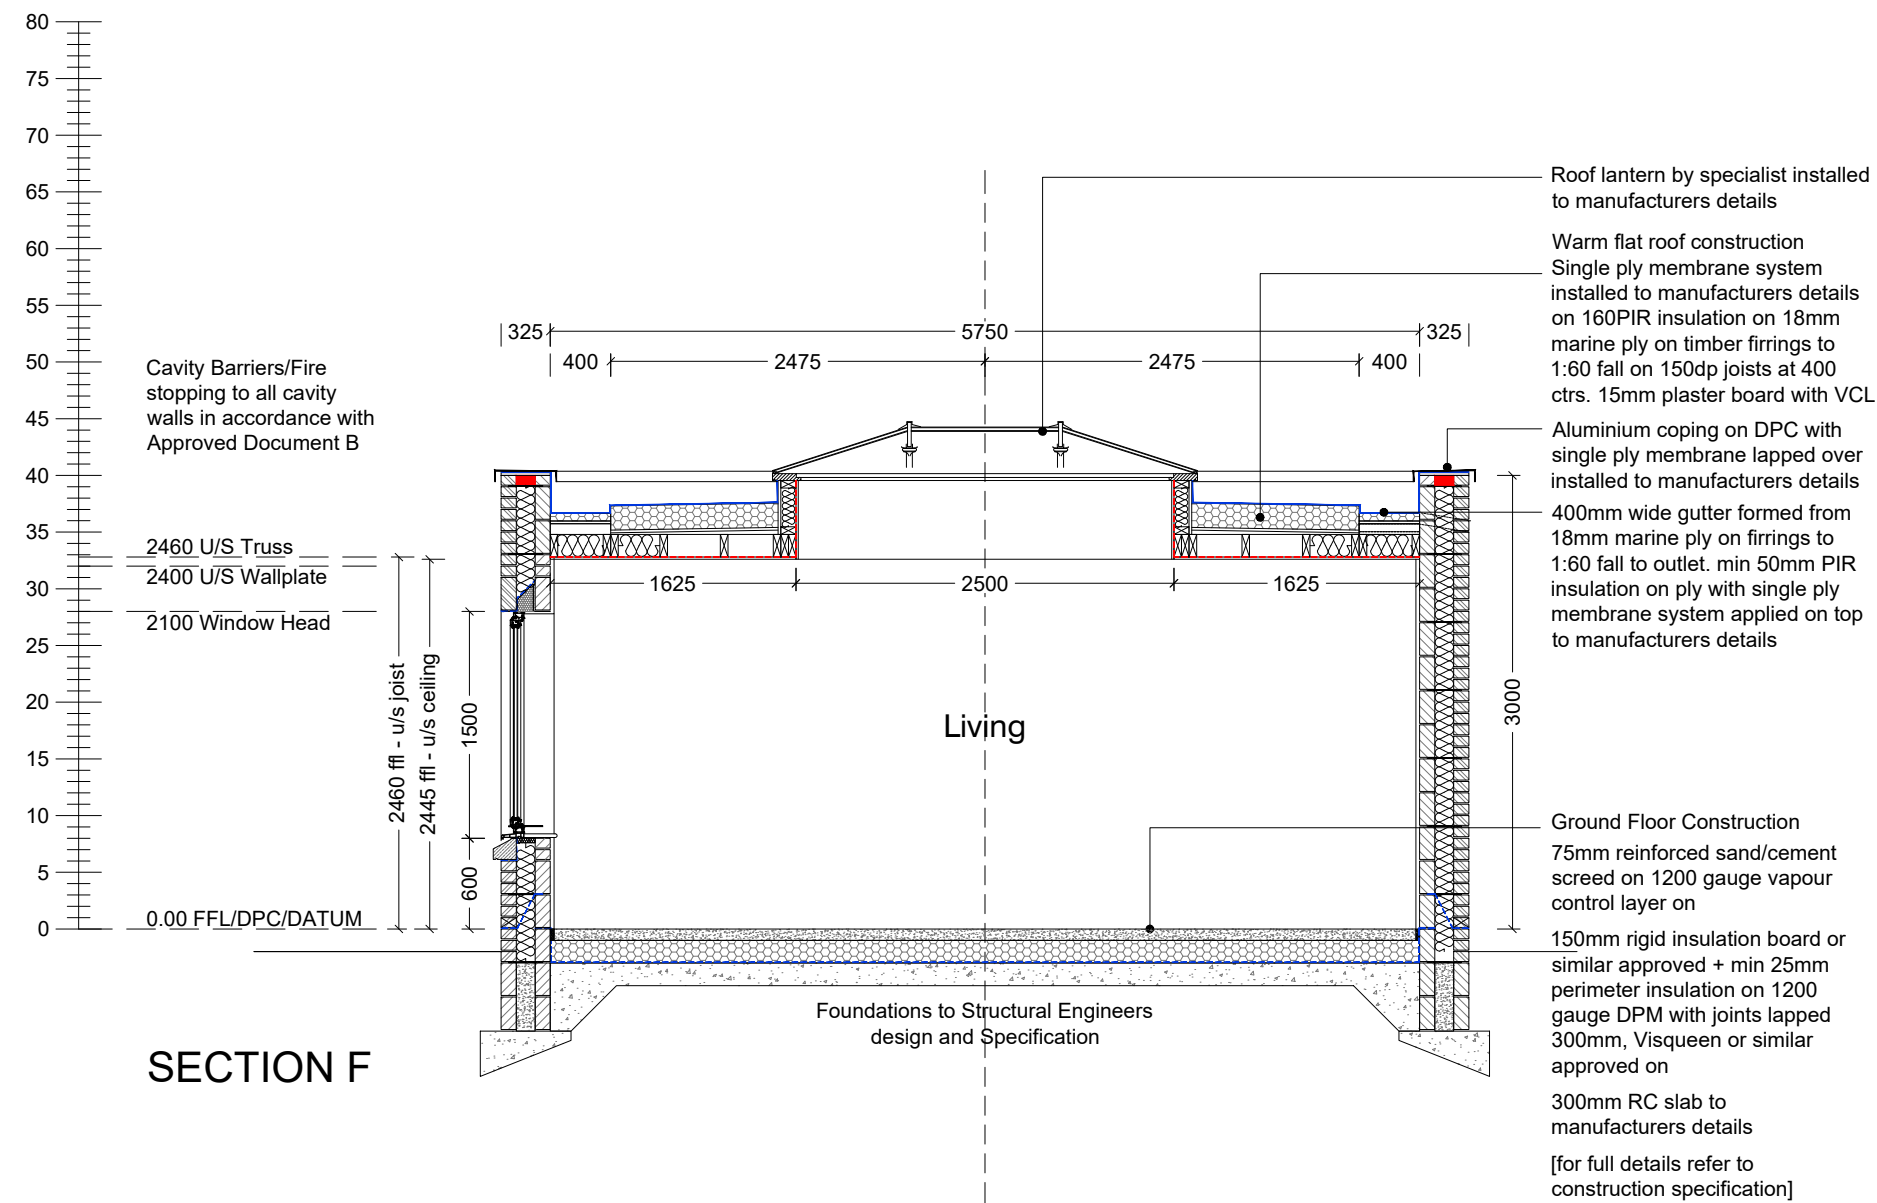 80
75
70
65
60
55
50
45
40
35
30
25
20
15
10
5
0
Cavity Barriers/Fire
stopping to all cavity
walls in accordance with
Approved Document B
2460 U/S Truss
2400 U/S Wallplate
2100 Window Head
0.00 FFL/DPC/DATUM
SECTION F
2460 ffl - u/s joist
2445 ffl - u/s ceiling
1500
600
325
5750
325
400
2475
2475
400
1625
2500
1625
Living
3000
Foundations to Structural Engineers
design and Specification
Roof lantern by specialist installed
to manufacturers details
Warm flat roof construction
Single ply membrane system
installed to manufacturers details
on 160PIR insulation on 18mm
marine ply on timber firrings to
1:60 fall on 150dp joists at 400
ctrs. 15mm plaster board with VCL
Aluminium coping on DPC with
single ply membrane lapped over
installed to manufacturers details
400mm wide gutter formed from
18mm marine ply on firrings to
1:60 fall to outlet. min 50mm PIR
insulation on ply with single ply
membrane system applied on top
to manufacturers details
Ground Floor Construction
75mm reinforced sand/cement
screed on 1200 gauge vapour
control layer on
150mm rigid insulation board or
similar approved + min 25mm
perimeter insulation on 1200
gauge DPM with joints lapped
300mm, Visqueen or similar
approved on
300mm RC slab to
manufacturers details
[for full details refer to
construction specification]